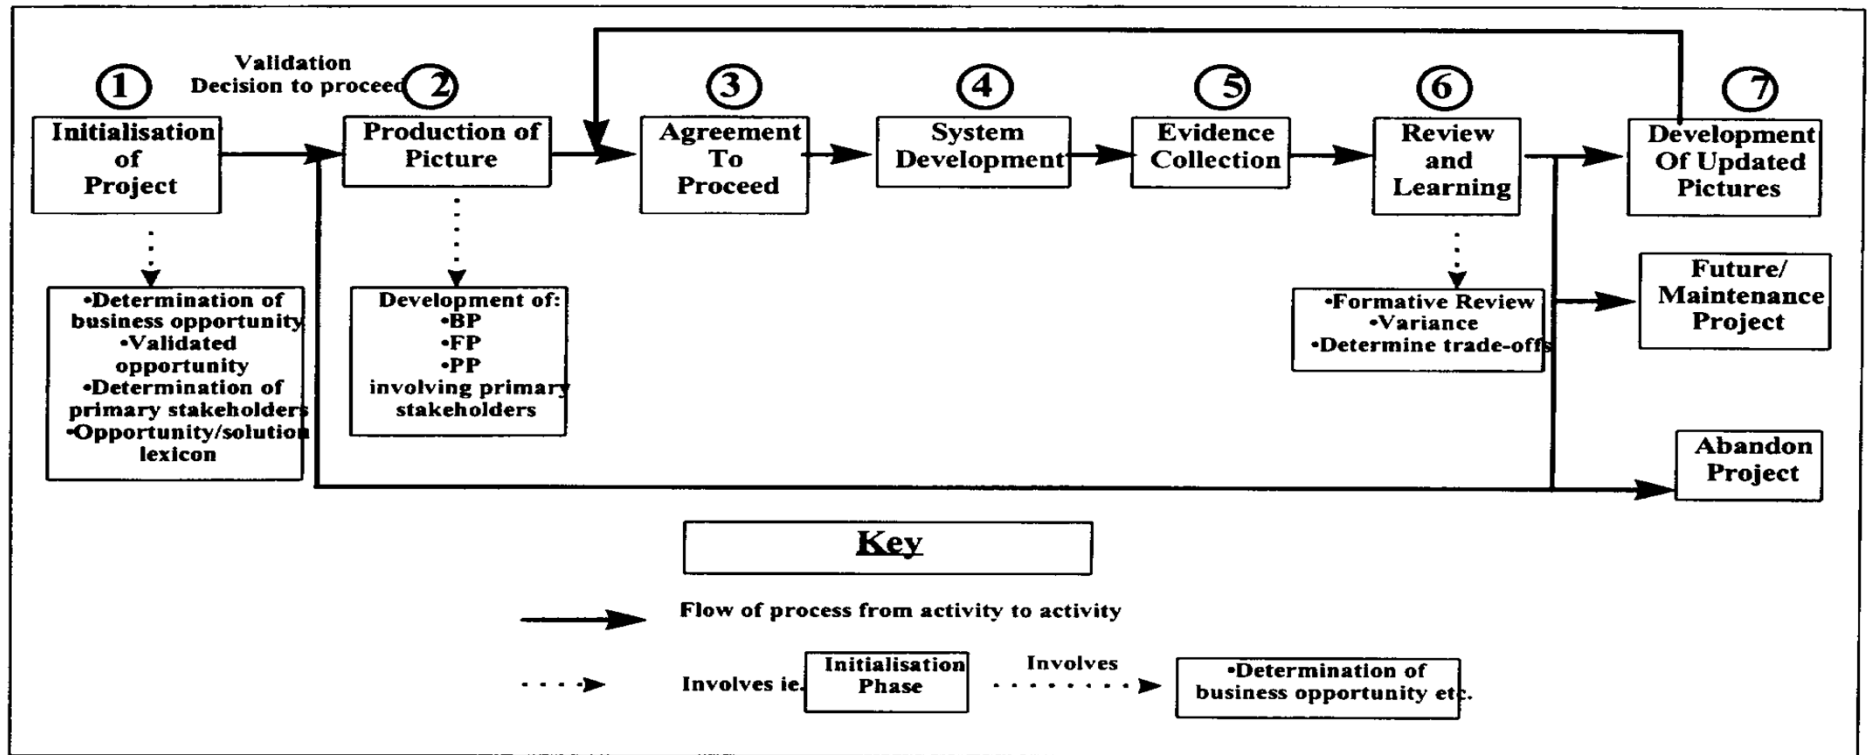 Validation
Decision to proceed
1
2
3
4
5
6
7
Initialisation
of
Project
Production of
Picture
Agreement
To
Proceed
System
Development
Evidence
Collection
Review
and
Learning
Development
Of Updated
Pictures
•Determination of
business opportunity
•Validated
opportunity
•Determination of
primary stakeholders
•Opportunity/solution
lexicon
Development of:
•BP
•FP
•PP
involving primary
stakeholders
•Formative Review
•Variance
•Determine trade-offs
Future/
Maintenance
Project
Abandon
Project
Key
Flow of process from activity to activity
Involves ie.
Initialisation
Phase
Involves
•Determination of
business opportunity etc.